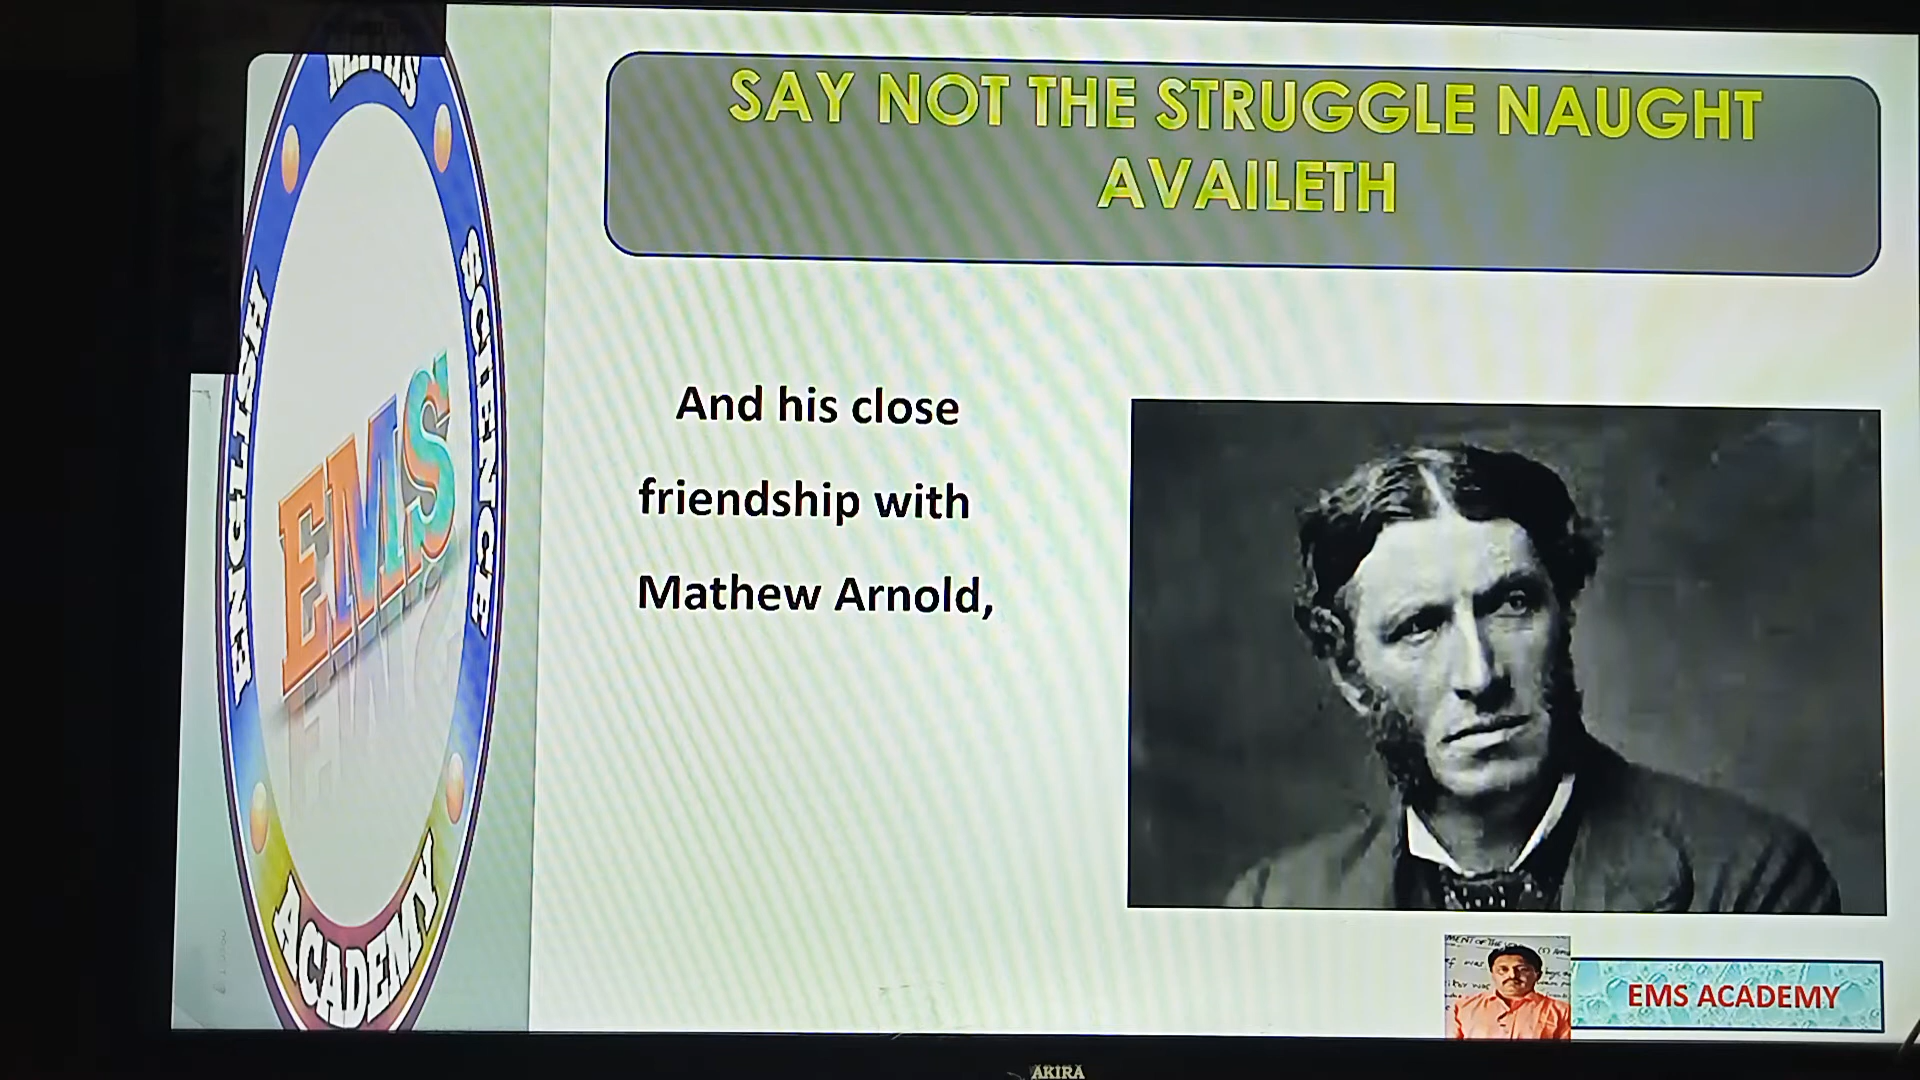 SAY NOT THE STRUGGLE NAUGHT
AVAILETH
And his close
friendship with
Mathew Arnold,
ENGLISH
SCIENCE
EMS
ACADEMY
EMS ACADEMY
AKIRA